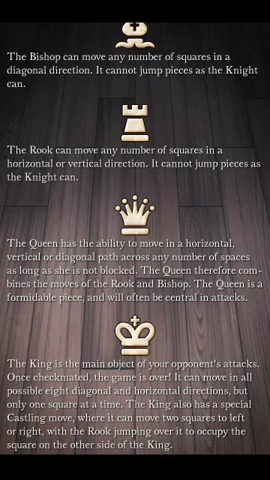 The Bishop can move any number of squares in a
diagonal direction. It cannot jump pieces as the Knight
can.
The Rook can move any number of squares in a
horizontal or vertical direction. It cannot jump pieces as
the Knight can.
The Queen has the ability to move in a horizontal,
vertical or diagonal path across any number of spaces
as long as she is not blocked. The Queen therefore com-
bines the moves of the Rook and Bishop. The Queen is a
formidable piece, and will often be central in attacks.
The King is the main object of your opponent's attacks.
Once checkmated, the game is over! It can move in all
possible eight diagonal and horizontal directions, but
only one square at a time. The King also has a special
Castling move, where it can move two squares to left
or right, with the Rook jumping over it to occupy the
square on the other side of the King.